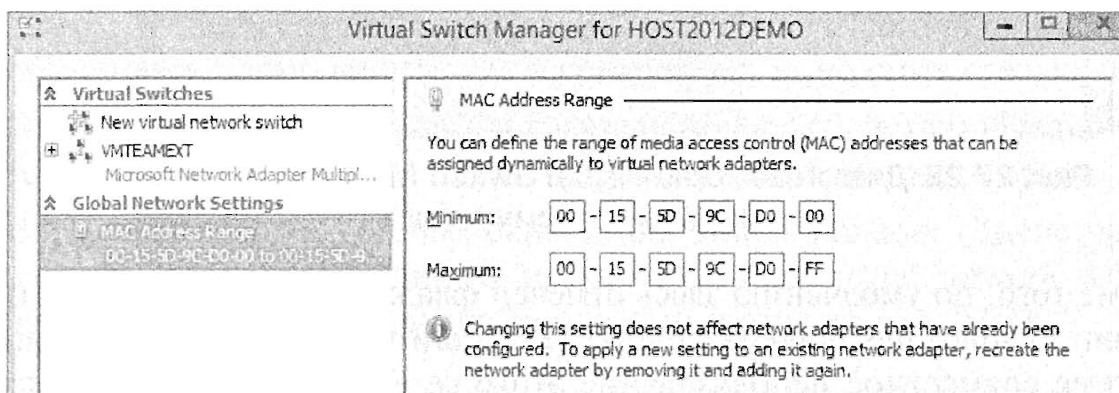 Virtual Switch Manager for HOST2012DEMO
Virtual Switches
New virtual network switch
VMTEAMEXT
Microsoft Network Adapter Multipl...
Global Network Settings
MAC Address Range
00-15-5D-9C-D0-00 to 00-15-5D-9...
MAC Address Range
You can define the range of media access control (MAC) addresses that can be
assigned dynamically to virtual network adapters.
Minimum: 00 - 15 - 5D - 9C - D0 - 00
Maximum: 00 - 15 - 5D - 9C - D0 - FF
Changing this setting does not affect network adapters that have already been
configured. To apply a new setting to an existing network adapter, recreate the
network adapter by removing it and adding it again.